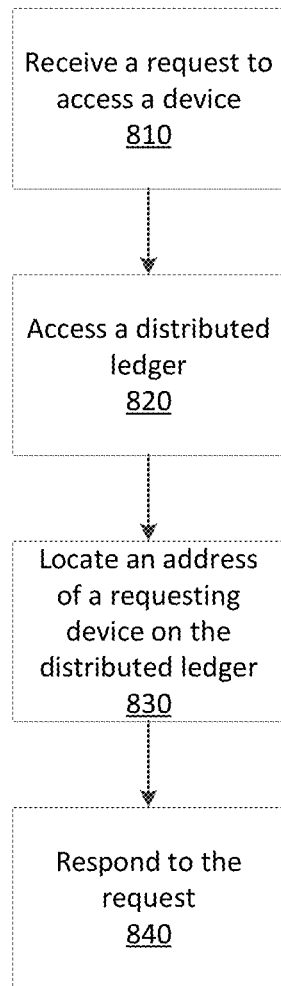 Receive a request to
access a device
810
Access a distributed
ledger
820
Locate an address
of a requesting
device on the
distributed ledger
830
Respond to the
request
840